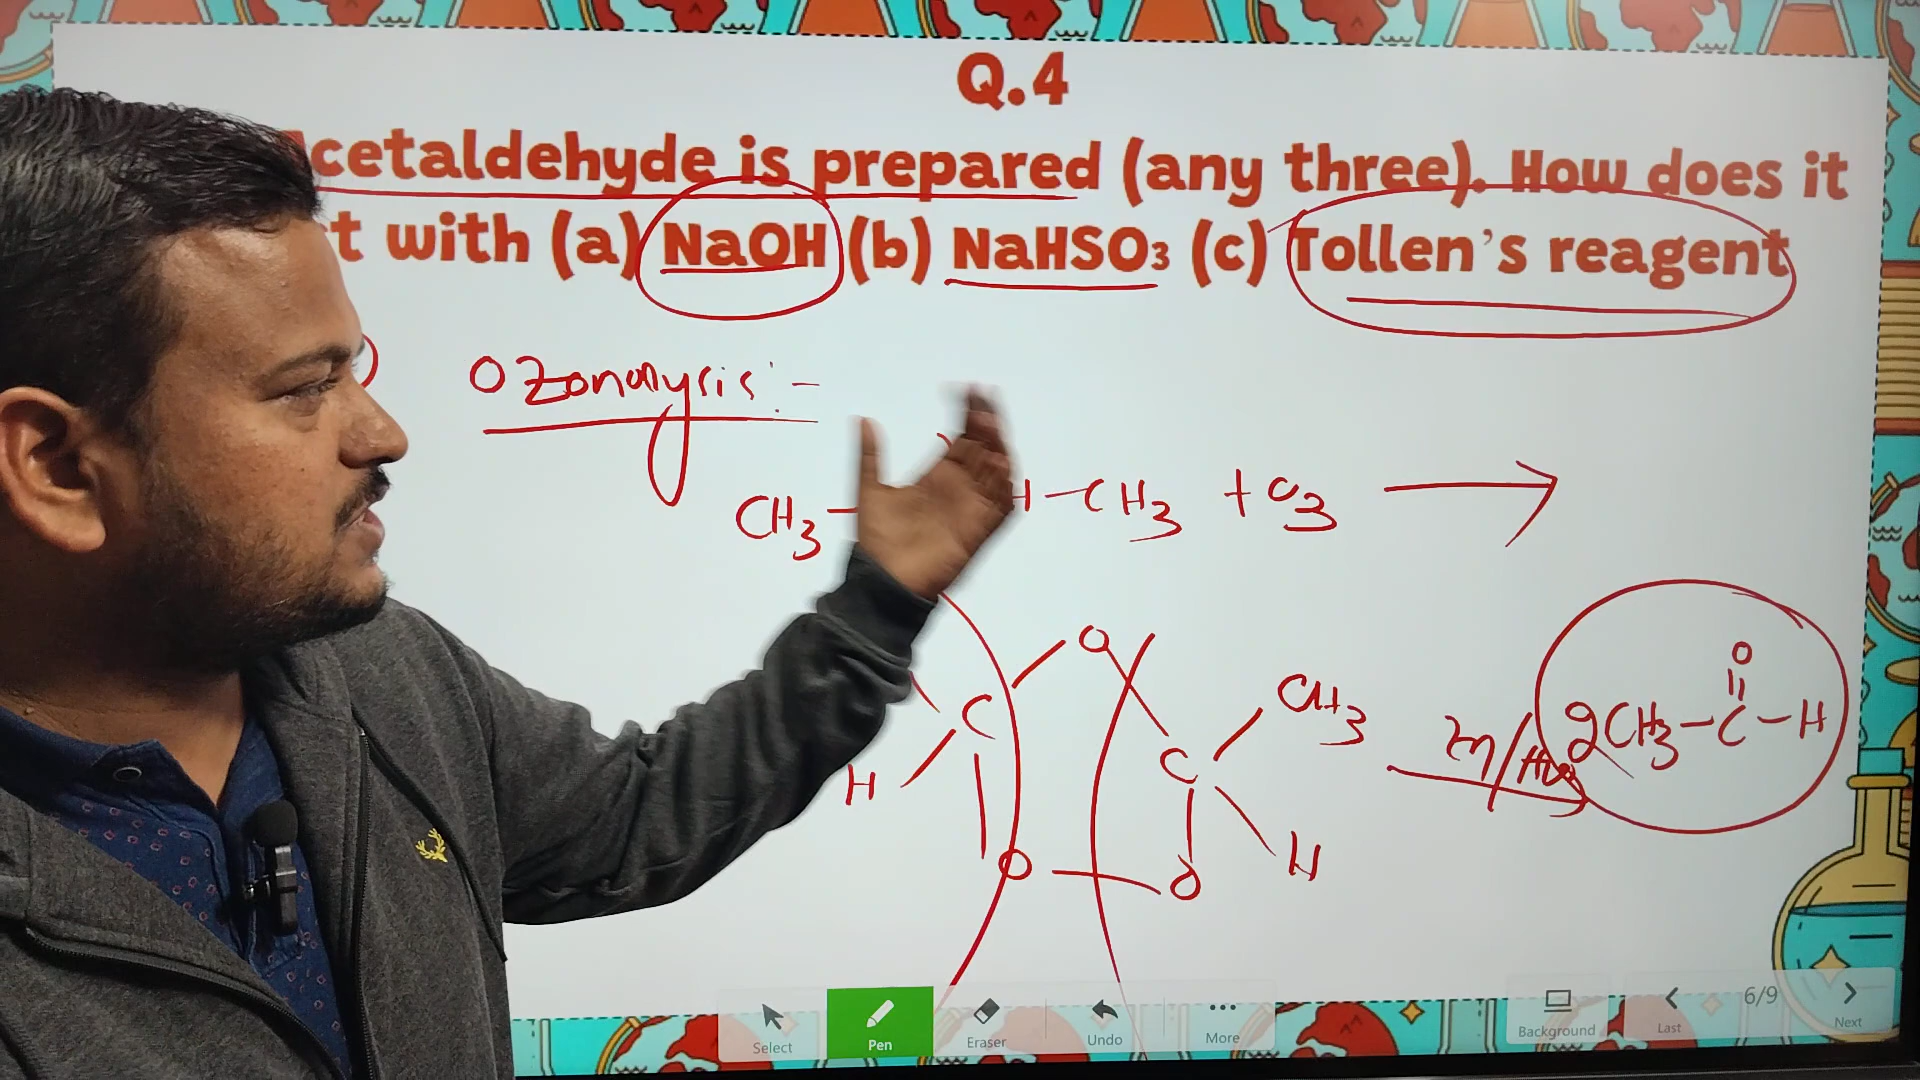 Q.4
cetaldehyde is prepared (any three). How does it
t with (a) NaOH (b) NaHSO₃ (c) Tollen's reagent
Ozonolysis:-
CH₃- H-CH₃ + O₃ →
O
C
O
CH₃
2CH₃-C-H
C
H
H
O
O
Select
Pen
Eraser
Undo
More
Background
Last
6/9
Next